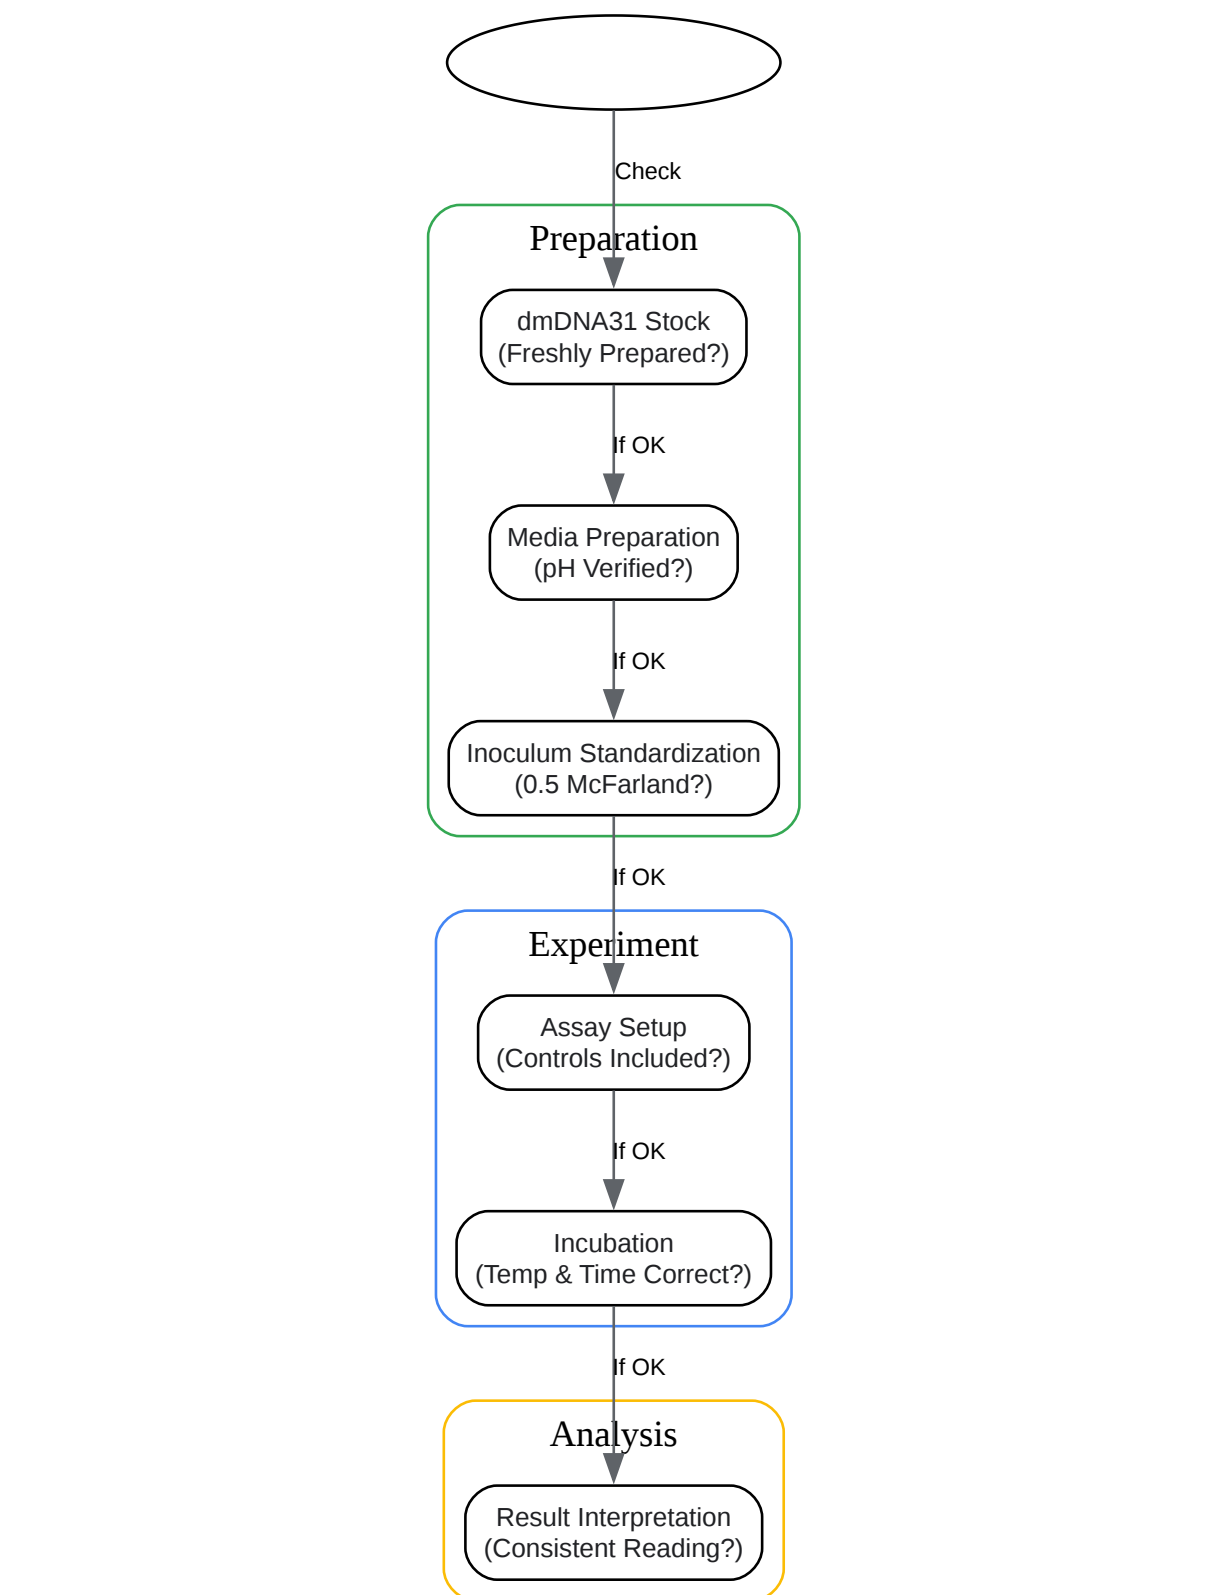 Check
Preparation
dmDNA31 Stock
(Freshly Prepared?)
If OK
Media Preparation
(pH Verified?)
If OK
Inoculum Standardization
(0.5 McFarland?)
If OK
Experiment
Assay Setup
(Controls Included?)
If OK
Incubation
(Temp & Time Correct?)
If OK
Analysis
Result Interpretation
(Consistent Reading?)